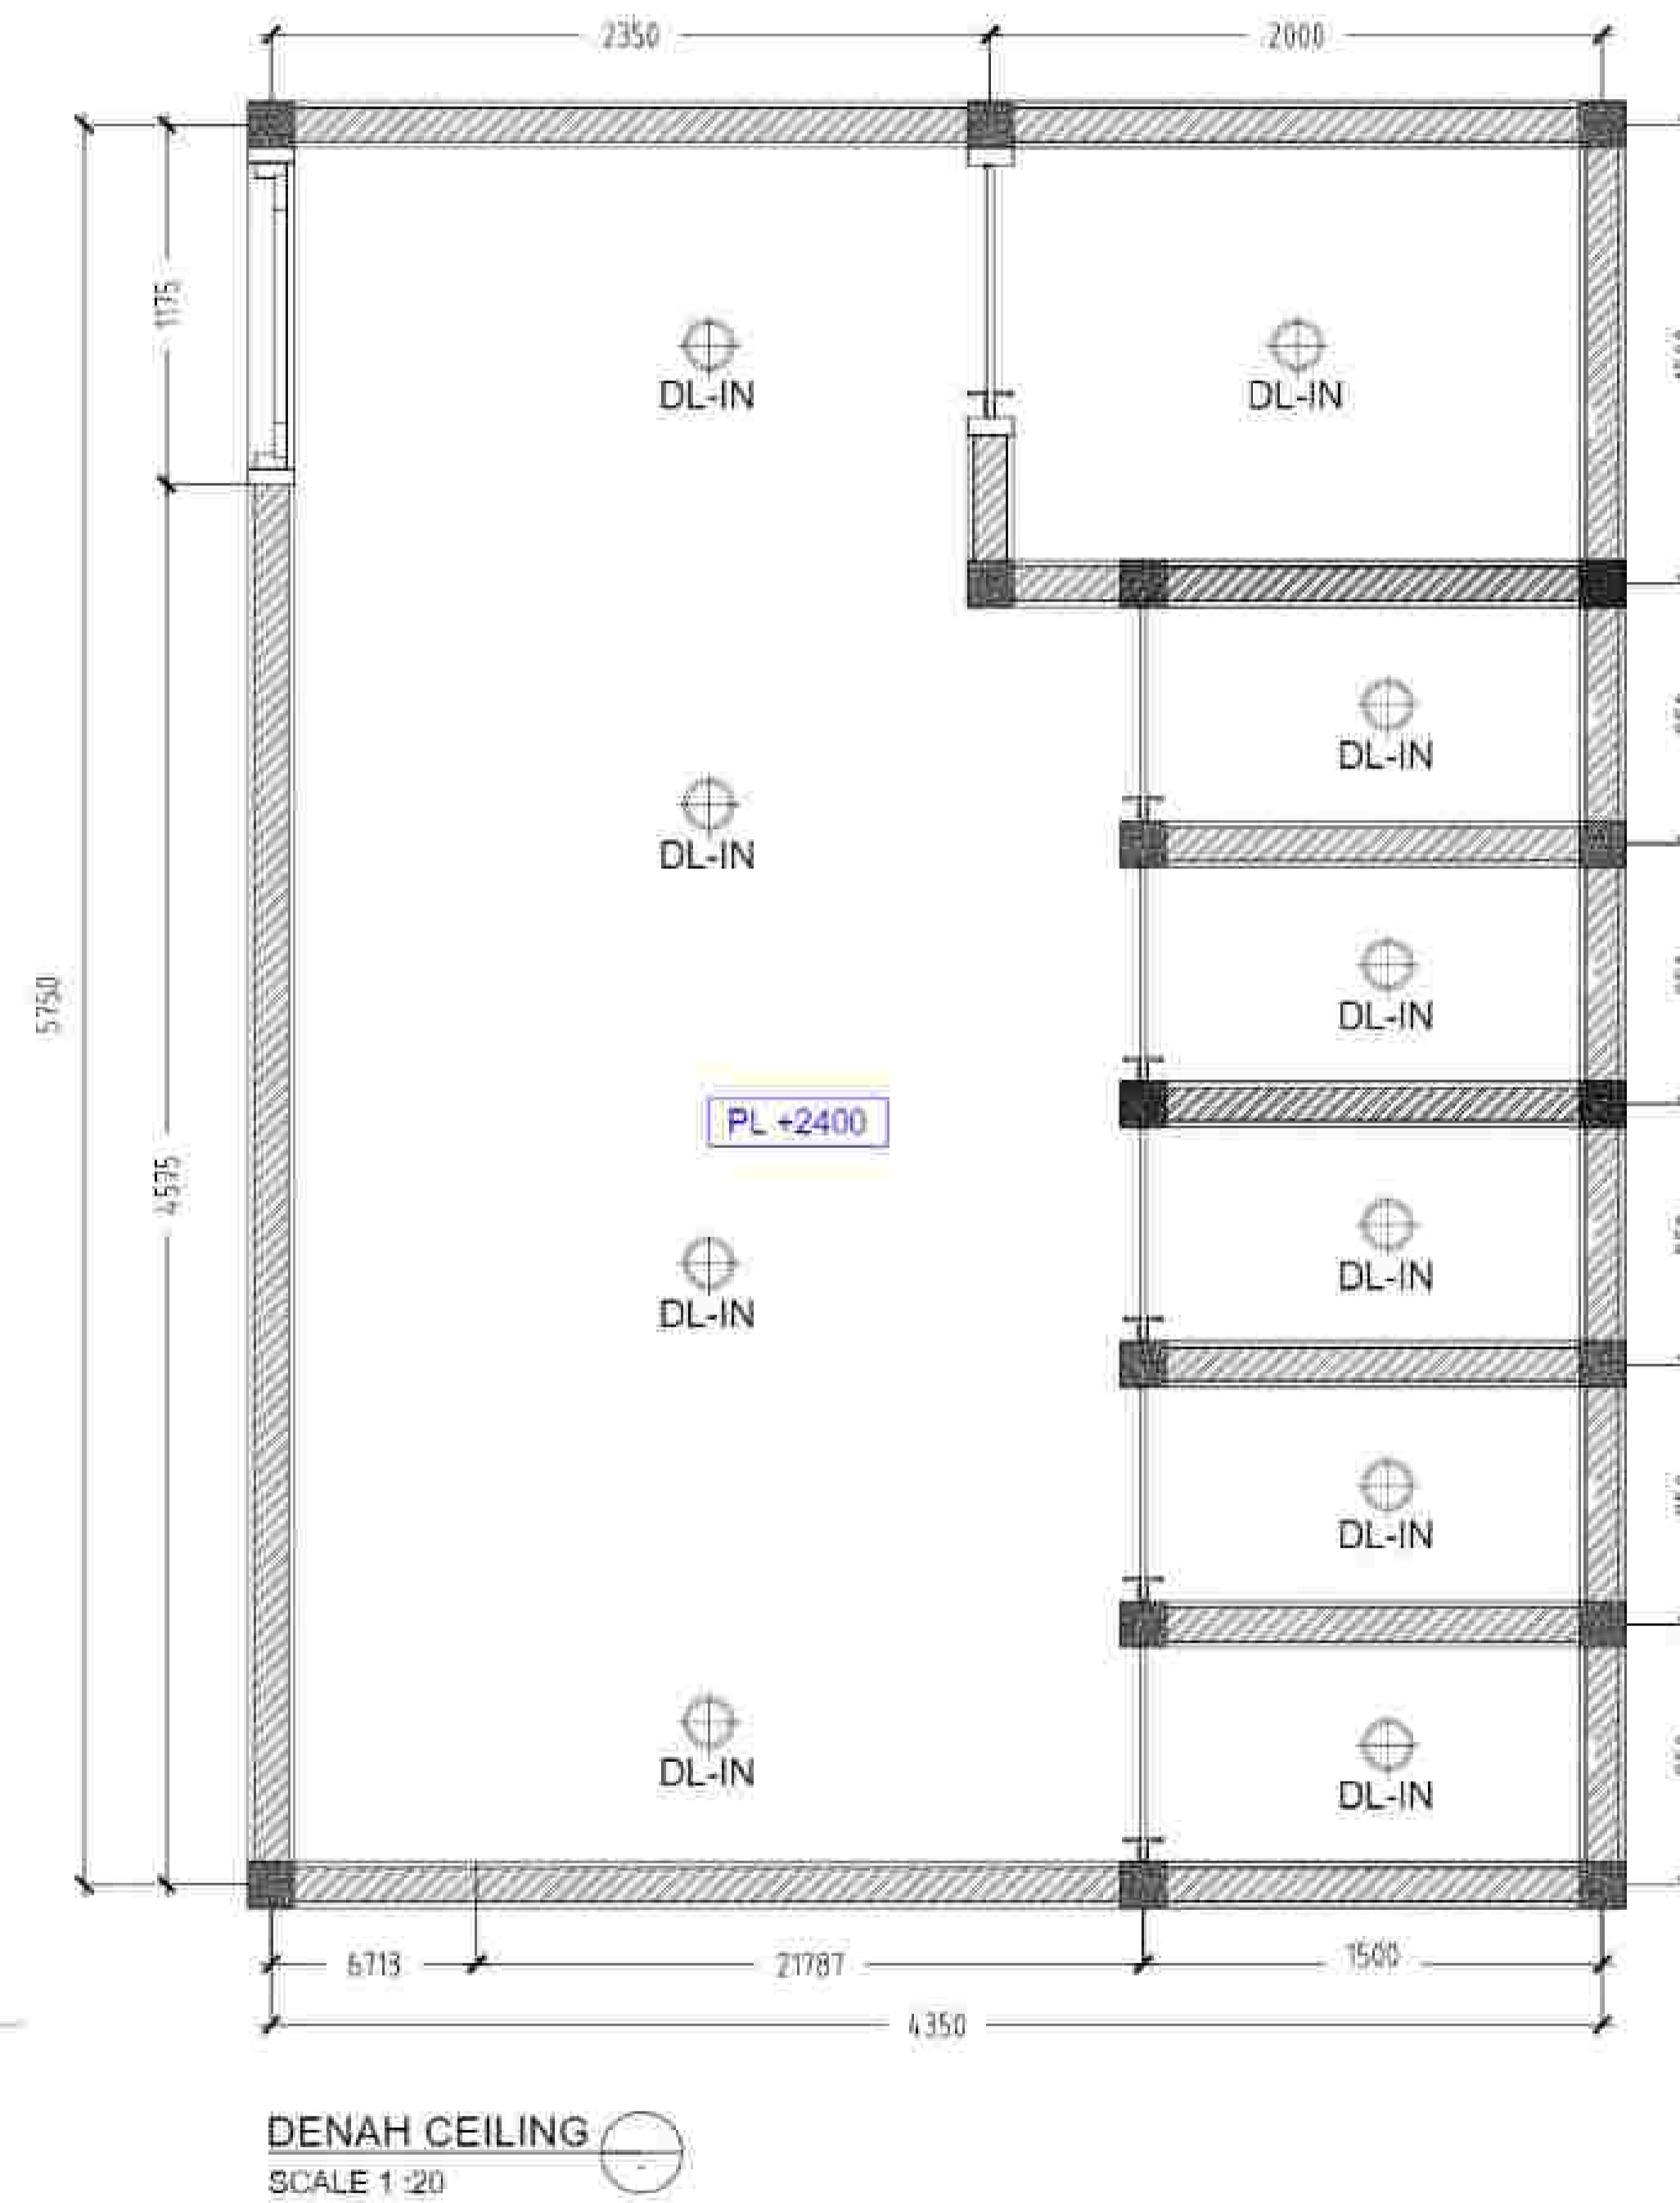 2350
2000
1175
DL-IN
DL-IN
DL-IN
DL-IN
DL-IN
5750
PL +2400
4575
DL-IN
DL-IN
DL-IN
DL-IN
DL-IN
6713
21787
1500
4350
DENAH CEILING
SCALE 1 :20